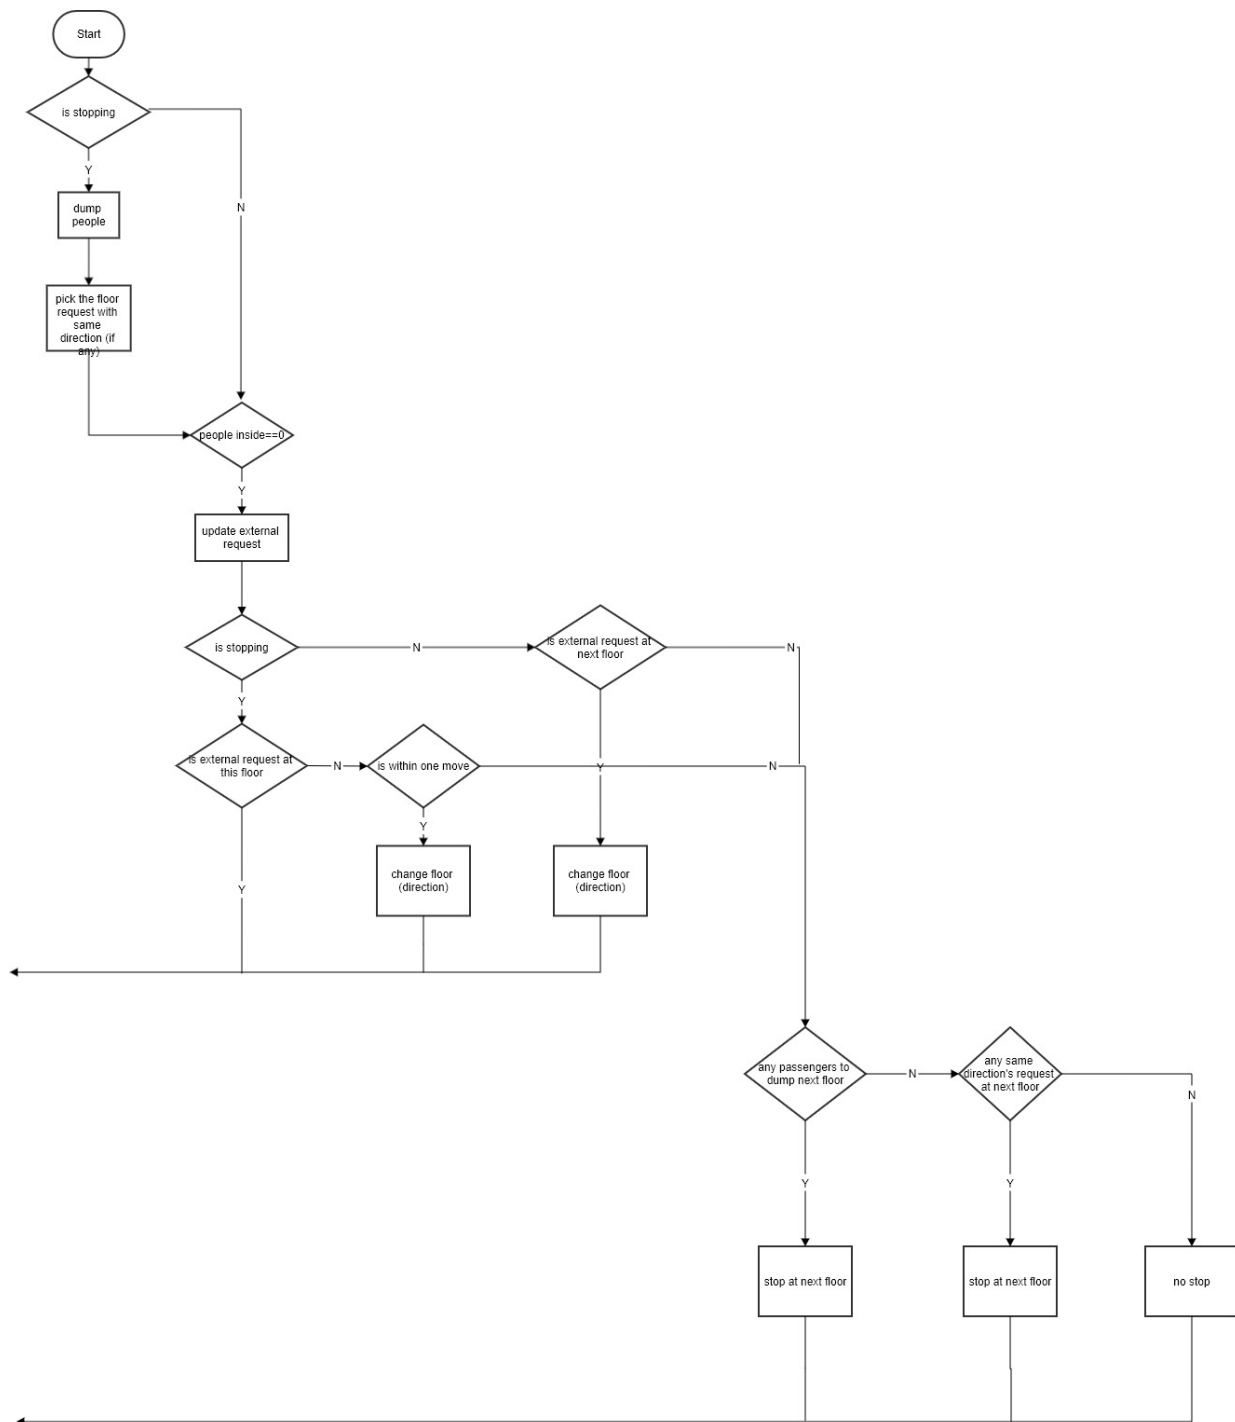 Start
is stopping
Y
N
dump
people
pick the floor
request with
same
direction (if
any)
people inside==0
Y
update external
request
is stopping
N
is external request at
next floor
N
Y
is external request at
this floor
N
is within one move
Y
N
Y
change floor
(direction)
change floor
(direction)
Y
any passengers to
dump next floor
N
any same
direction's request
at next floor
N
Y
Y
stop at next floor
stop at next floor
no stop